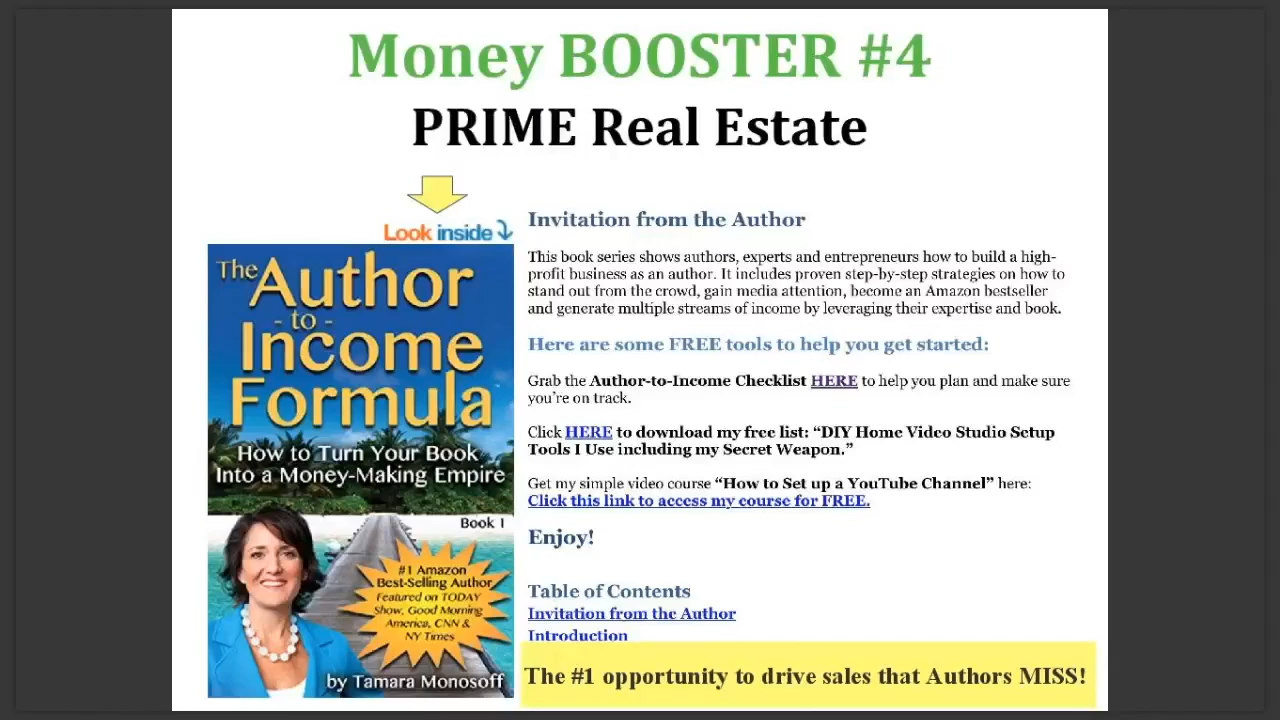 Money BOOSTER #4
PRIME Real Estate
Look inside
The Author
- to -
Income
Formula
How to Turn Your Book
Into a Money-Making Empire
Book 1
#1 Amazon
Best-Selling Author
Featured on TODAY
Show, Good Morning
America, CNN &
NY Times
by Tamara Monosoff
Invitation from the Author
This book series shows authors, experts and entrepreneurs how to build a high-
profit business as an author. It includes proven step-by-step strategies on how to
stand out from the crowd, gain media attention, become an Amazon bestseller
and generate multiple streams of income by leveraging their expertise and book.
Here are some FREE tools to help you get started:
Grab the Author-to-Income Checklist HERE to help you plan and make sure
you're on track.
Click HERE to download my free list: “DIY Home Video Studio Setup
Tools I Use including my Secret Weapon.”
Get my simple video course “How to Set up a YouTube Channel” here:
Click this link to access my course for FREE.
Enjoy!
Table of Contents
Invitation from the Author
Introduction
The #1 opportunity to drive sales that Authors MISS!